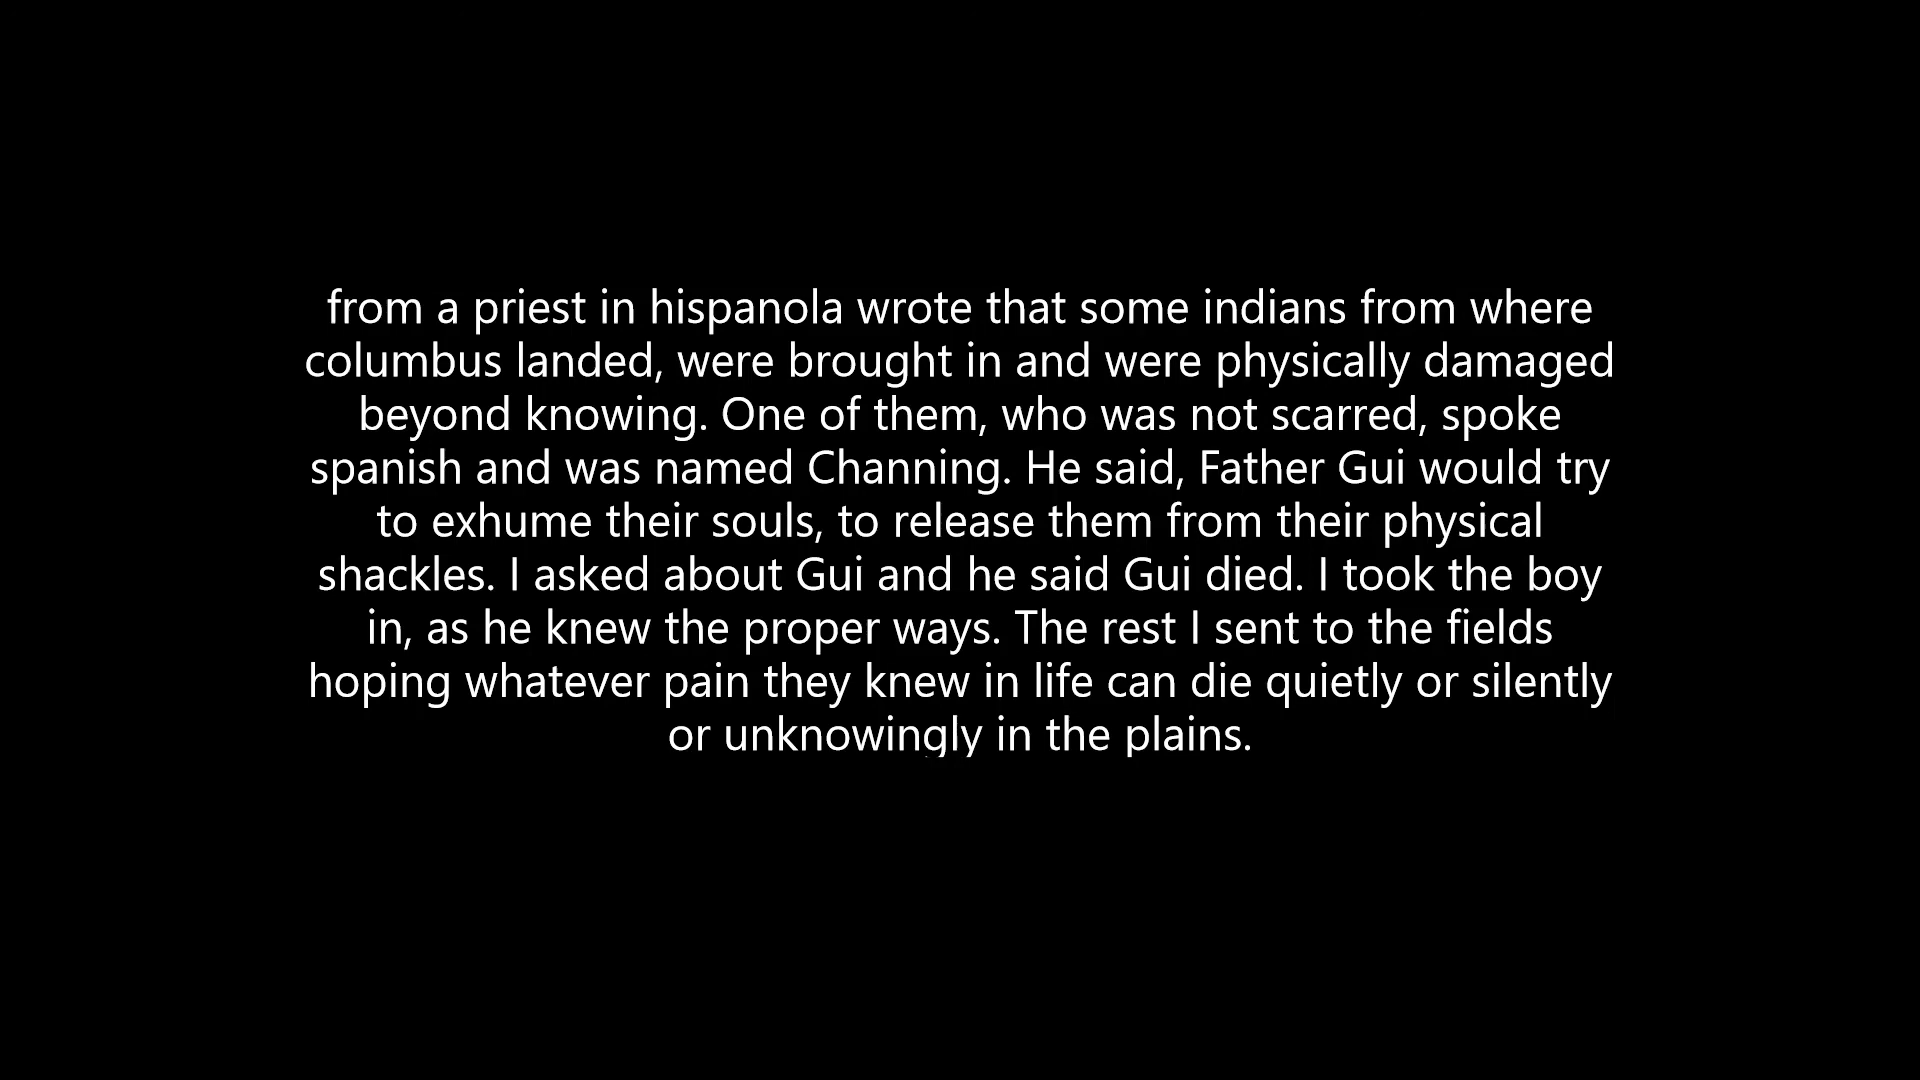 from a priest in hispanola wrote that some indians from where
columbus landed, were brought in and were physically damaged
beyond knowing. One of them, who was not scarred, spoke
spanish and was named Channing. He said, Father Gui would try
to exhume their souls, to release them from their physical
shackles. I asked about Gui and he said Gui died. I took the boy
in, as he knew the proper ways. The rest I sent to the fields
hoping whatever pain they knew in life can die quietly or silently
or unknowingly in the plains.